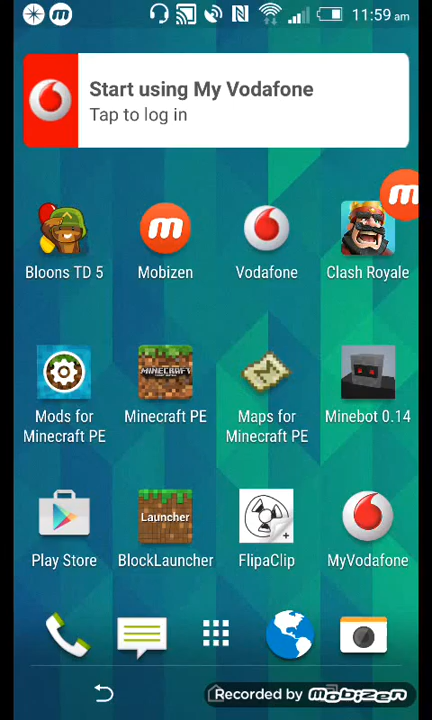 11:59 am
Start using My Vodafone
Tap to log in
Bloons TD 5
Mobizen
Vodafone
Clash Royale
MINECRAFT
Mods for
Minecraft PE
Minecraft PE
Maps for
Minecraft PE
Minebot 0.14
Launcher
Play Store
BlockLauncher
FlipaClip
MyVodafone
Recorded by mobizen